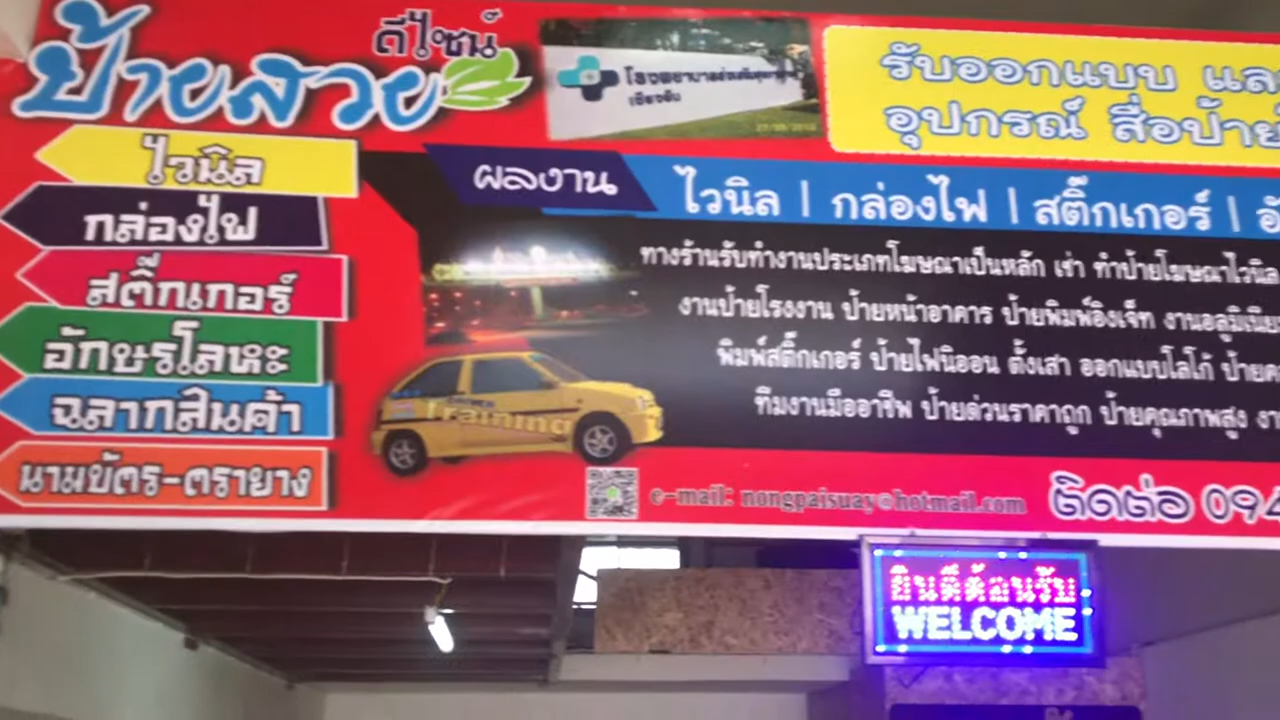 ดีไซน์
ป้ายสวย
โรงพยาบาลส่งเสริมสุขภาพ
27/09/2010
รับออกแบบ
อุปกรณ์ สื่อป้าย
ไวนิล
กล่องไฟ
สติ๊กเกอร์
อักษรโลหะ
ฉลากสินค้า
นามบัตร-ตรายาง
ผลงาน
ไวนิล | กล่องไฟ | สติ๊กเกอร์ |
ทางร้านรับทำงานประเภทโฆษณาเป็นหลัก เช่า ทำป้ายโฆษณาไวนิล
งานป้ายโรงงาน ป้ายหน้าอาคาร ป้ายพิมพ์อิงเจ็ท
พิมพ์สติ๊กเกอร์ ป้ายไฟนิออน ตั้งเสา ออกแบบโลโก้
ทีมงานมืออาชีพ ป้ายด่วนราคาถูก ป้ายคุณภาพสูง
Training
e-mail: nongpaisuay@hotmail.com
ติดต่อ 094
ยินดีต้อนรับ
WELCOME